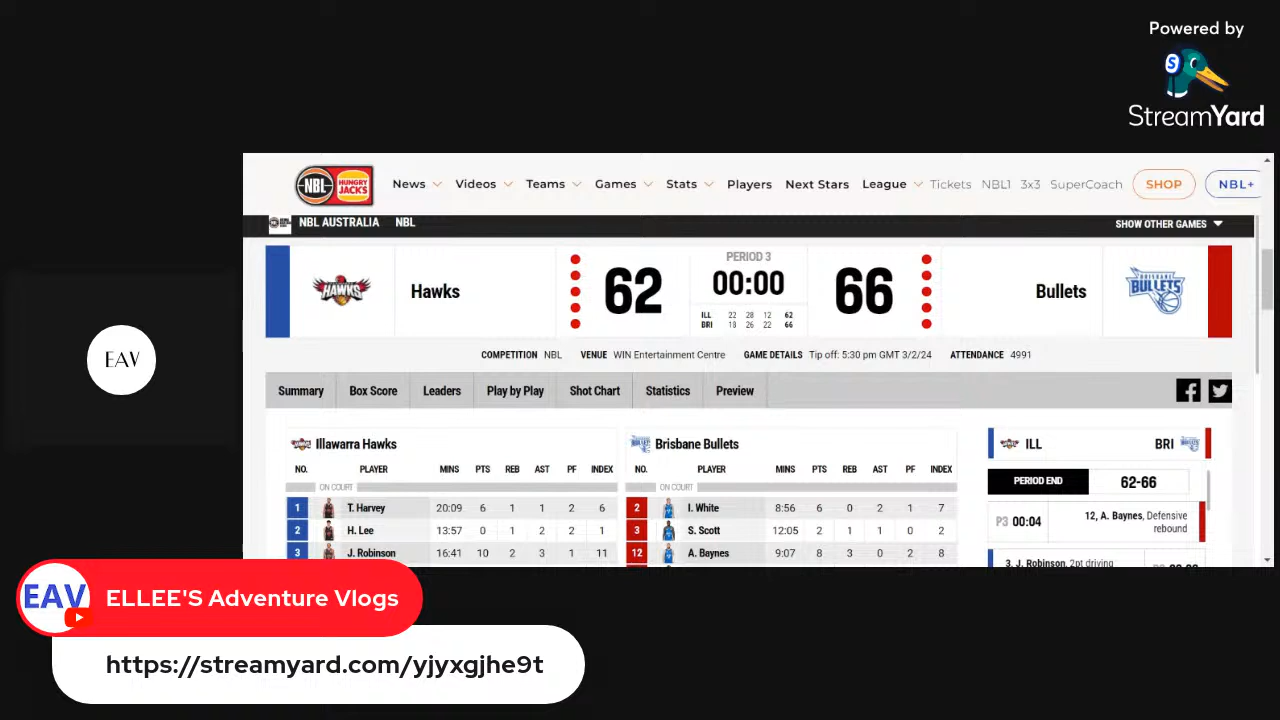 Powered by
StreamYard
NBL HUNGRY JACK'S News Videos Teams Games Stats Players Next Stars League Tickets NBL1 3x3 SuperCoach SHOP NBL+
NBL AUSTRALIA NBL SHOW OTHER GAMES
HAWKS Hawks 62 PERIOD 3 66 Bullets BRISBANE BULLETS
00:00
ILL 22 28 12 62
BRI 18 26 22 66
COMPETITION NBL VENUE WIN Entertainment Centre GAME DETAILS Tip off: 5:30 pm GMT 3/2/24 ATTENDANCE 4991
Summary Box Score Leaders Play by Play Shot Chart Statistics Preview
Illawarra Hawks Brisbane Bullets ILL BRI
NO. PLAYER MINS PTS REB AST PF INDEX NO. PLAYER MINS PTS REB AST PF INDEX
PERIOD END 62-66
ON COURT ON COURT
1 T. Harvey 20:09 6 1 1 2 6 2 I. White 8:56 6 0 2 1 7
P3 00:04 12, A. Baynes, Defensive rebound
2 H. Lee 13:57 0 1 2 2 1 3 S. Scott 12:05 2 1 1 0 2
3 J. Robinson 16:41 10 2 3 1 11 12 A. Baynes 9:07 8 3 0 2 8
3, J. Robinson, 2pt driving
EAV
EAV ELLEE'S Adventure Vlogs
https://streamyard.com/yjyxgjhe9t